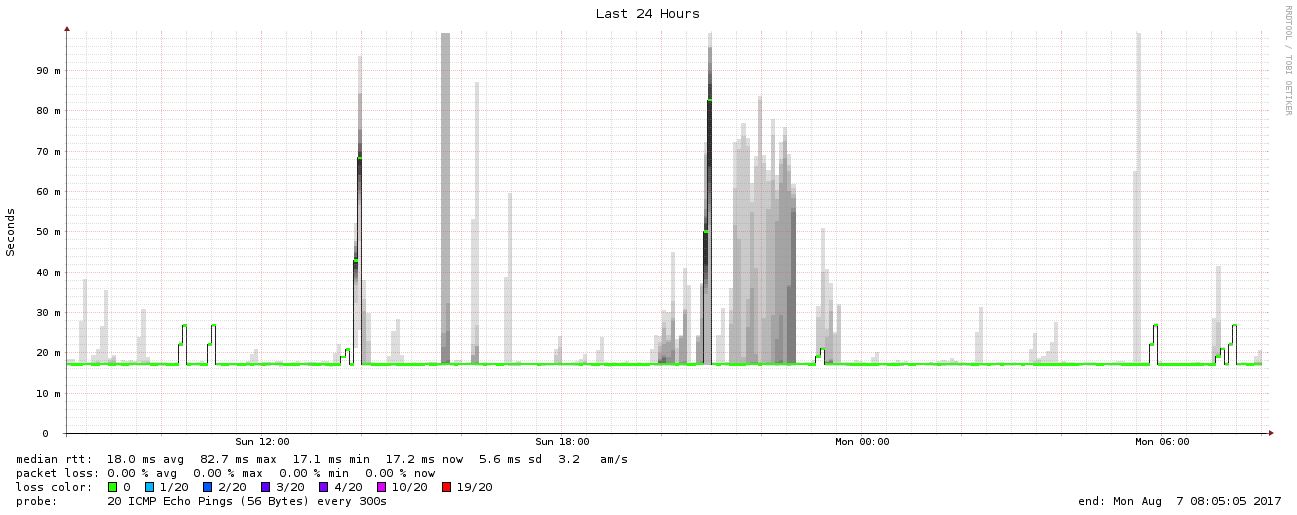 Last 24 Hours
RRDTOOL / TOBI OETIKER
Seconds
90 m
80 m
70 m
60 m
50 m
40 m
30 m
20 m
10 m
0
Sun 12:00 Sun 18:00 Mon 00:00 Mon 06:00
median rtt: 18.0 ms avg 82.7 ms max 17.1 ms min 17.2 ms now 5.6 ms sd 3.2 am/s
packet loss: 0.00 % avg 0.00 % max 0.00 % min 0.00 % now
loss color: 0 1/20 2/20 3/20 4/20 10/20 19/20
probe: 20 ICMP Echo Pings (56 Bytes) every 300s end: Mon Aug 7 08:05:05 2017